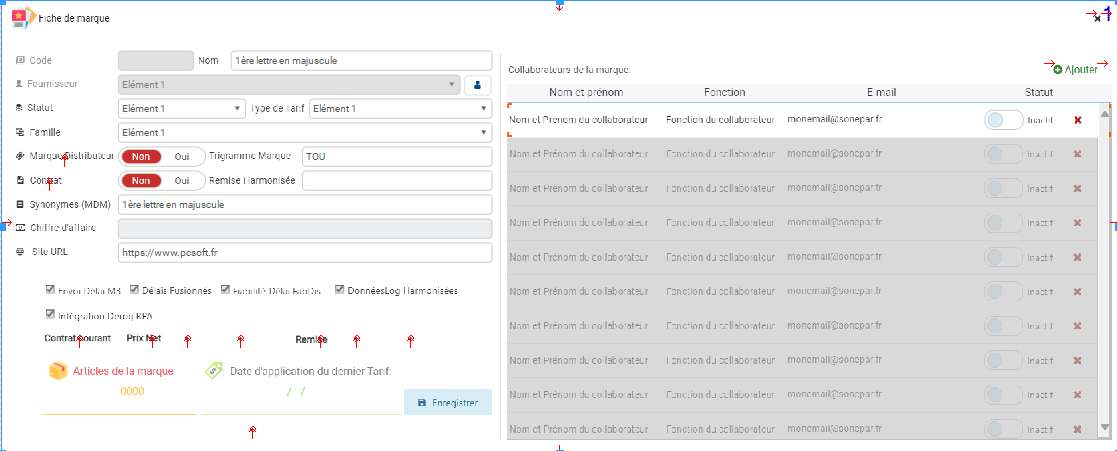 Fiche de marque
1
Code
Nom
1ère lettre en majuscule
Fournisseur
Elément 1
Statut
Elément 1
Type de Tarif
Elément 1
Famille
Elément 1
Marque Distributeur
Non
Oui
Trigramme Marque
TOU
Contrat
Non
Oui
Remise Harmonisée
Synonymes (MDM)
1ère lettre en majuscule
Chiffre d'affaire
Site URL
https://www.pcsoft.fr
Envoi Délai M3
Délais Fusionnés
Fiabilité Délai FabDis
DonnéesLog Harmonisées
Intégration Derog RPA
Contrat courant
Prix Net
Remise
Articles de la marque
0000
Date d'application du dernier Tarif:
/ /
Enregistrer
Collaborateurs de la marque.
Ajouter
Nom et prénom Fonction E mail Statut
Nom et Prénom du collaborateur Fonction du collaborateur monemail@sonepar.fr Inactif
Nom et Prénom du collaborateur Fonction du collaborateur monemail@sonepar.fr Inactif
Nom et Prénom du collaborateur Fonction du collaborateur monemail@sonepar.fr Inactif
Nom et Prénom du collaborateur Fonction du collaborateur monemail@sonepar.fr Inactif
Nom et Prénom du collaborateur Fonction du collaborateur monemail@sonepar.fr Inactif
Nom et Prénom du collaborateur Fonction du collaborateur monemail@sonepar.fr Inactif
Nom et Prénom du collaborateur Fonction du collaborateur monemail@sonepar.fr Inactif
Nom et Prénom du collaborateur Fonction du collaborateur monemail@sonepar.fr Inactif
Nom et Prénom du collaborateur Fonction du collaborateur monemail@sonepar.fr Inactif
Nom et Prénom du collaborateur Fonction du collaborateur monemail@sonepar.fr Inactif